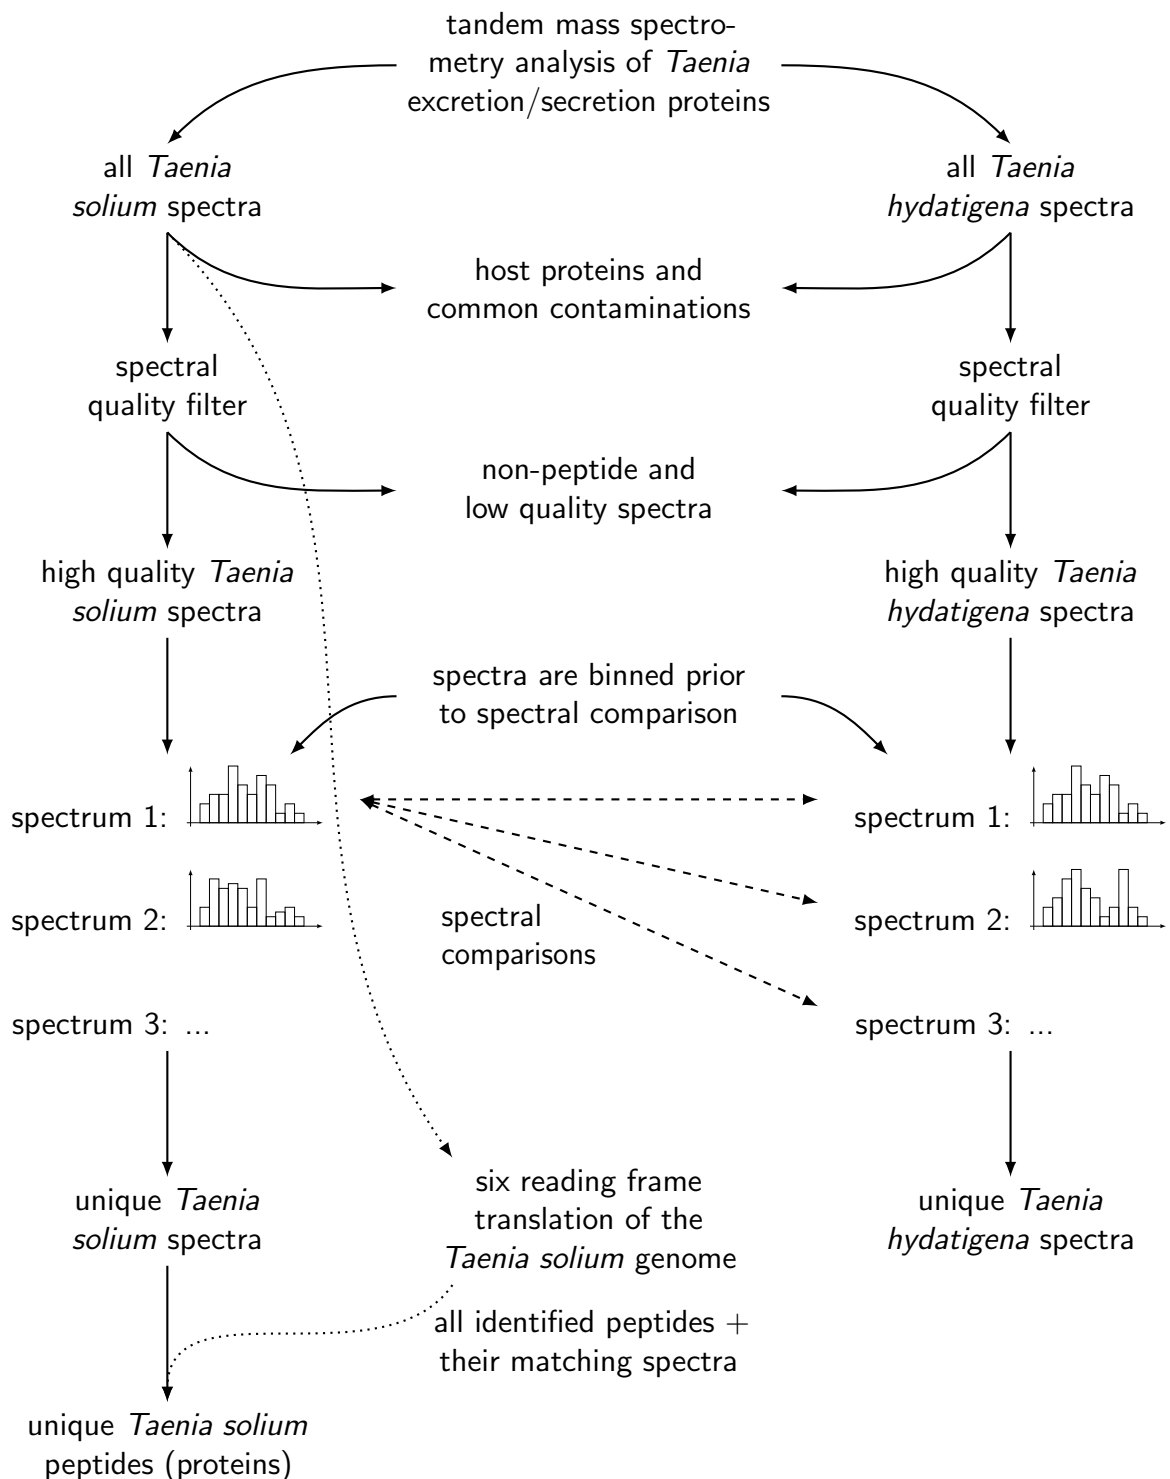 tandem mass spectro-
metry analysis of Taenia
excretion/secretion proteins
all Taenia
solium spectra
all Taenia
hydatigena spectra
host proteins and
common contaminations
spectral
quality filter
spectral
quality filter
non-peptide and
low quality spectra
high quality Taenia
solium spectra
high quality Taenia
hydatigena spectra
spectra are binned prior
to spectral comparison
spectrum 1:
spectrum 1:
spectrum 2:
spectral
comparisons
spectrum 2:
spectrum 3: ...
spectrum 3: ...
unique Taenia
solium spectra
six reading frame
translation of the
Taenia solium genome
unique Taenia
hydatigena spectra
all identified peptides +
their matching spectra
unique Taenia solium
peptides (proteins)